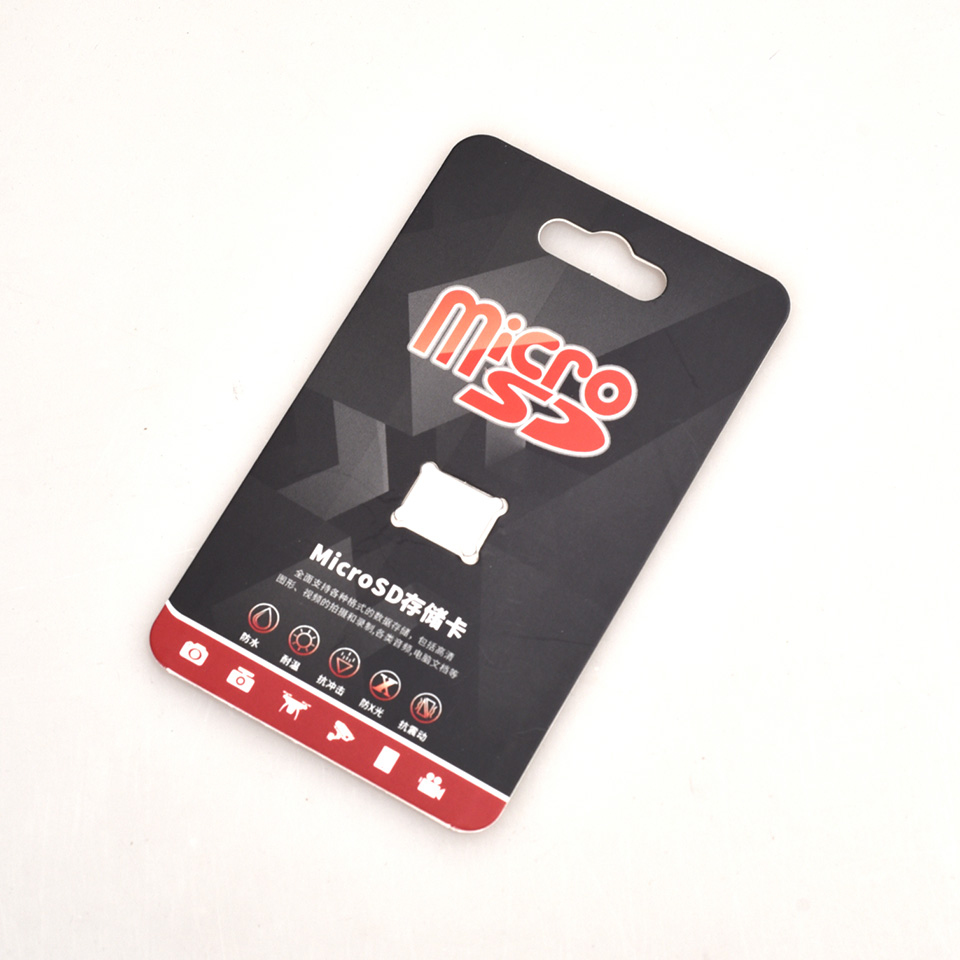 micro
SD
MicroSD存储卡
全面支持各种格式的数据存储，包括高清
图形、视频的拍摄和录制,各类音频,电脑文档等
防水
耐温
抗冲击
防X光
抗震动